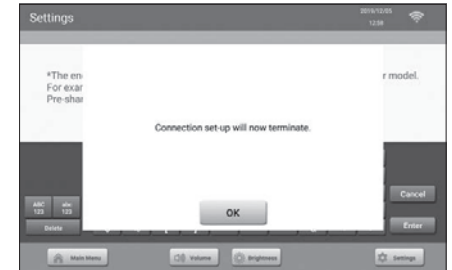 Settings
2019/12/05
12:59
*The en
r model.
For exar
Pre-shar
Connection set-up will now terminate.
OK
ABC
123
abc
123
Delete
Cancel
Enter
Main Menu
Volume
Brightness
Settings